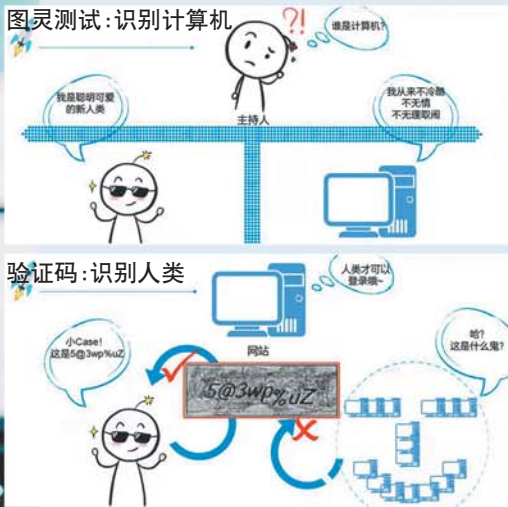 图灵测试:识别计算机
谁是计算机?
?!
我是聪明可爱
的新人类
主持人
我从来不冷酷
不无情
不无理取闹
验证码:识别人类
人类才可以
登录哦~
网站
小Case!
这是5@3wp%uZ
5@3wp%uZ
哈?
这是什么鬼?